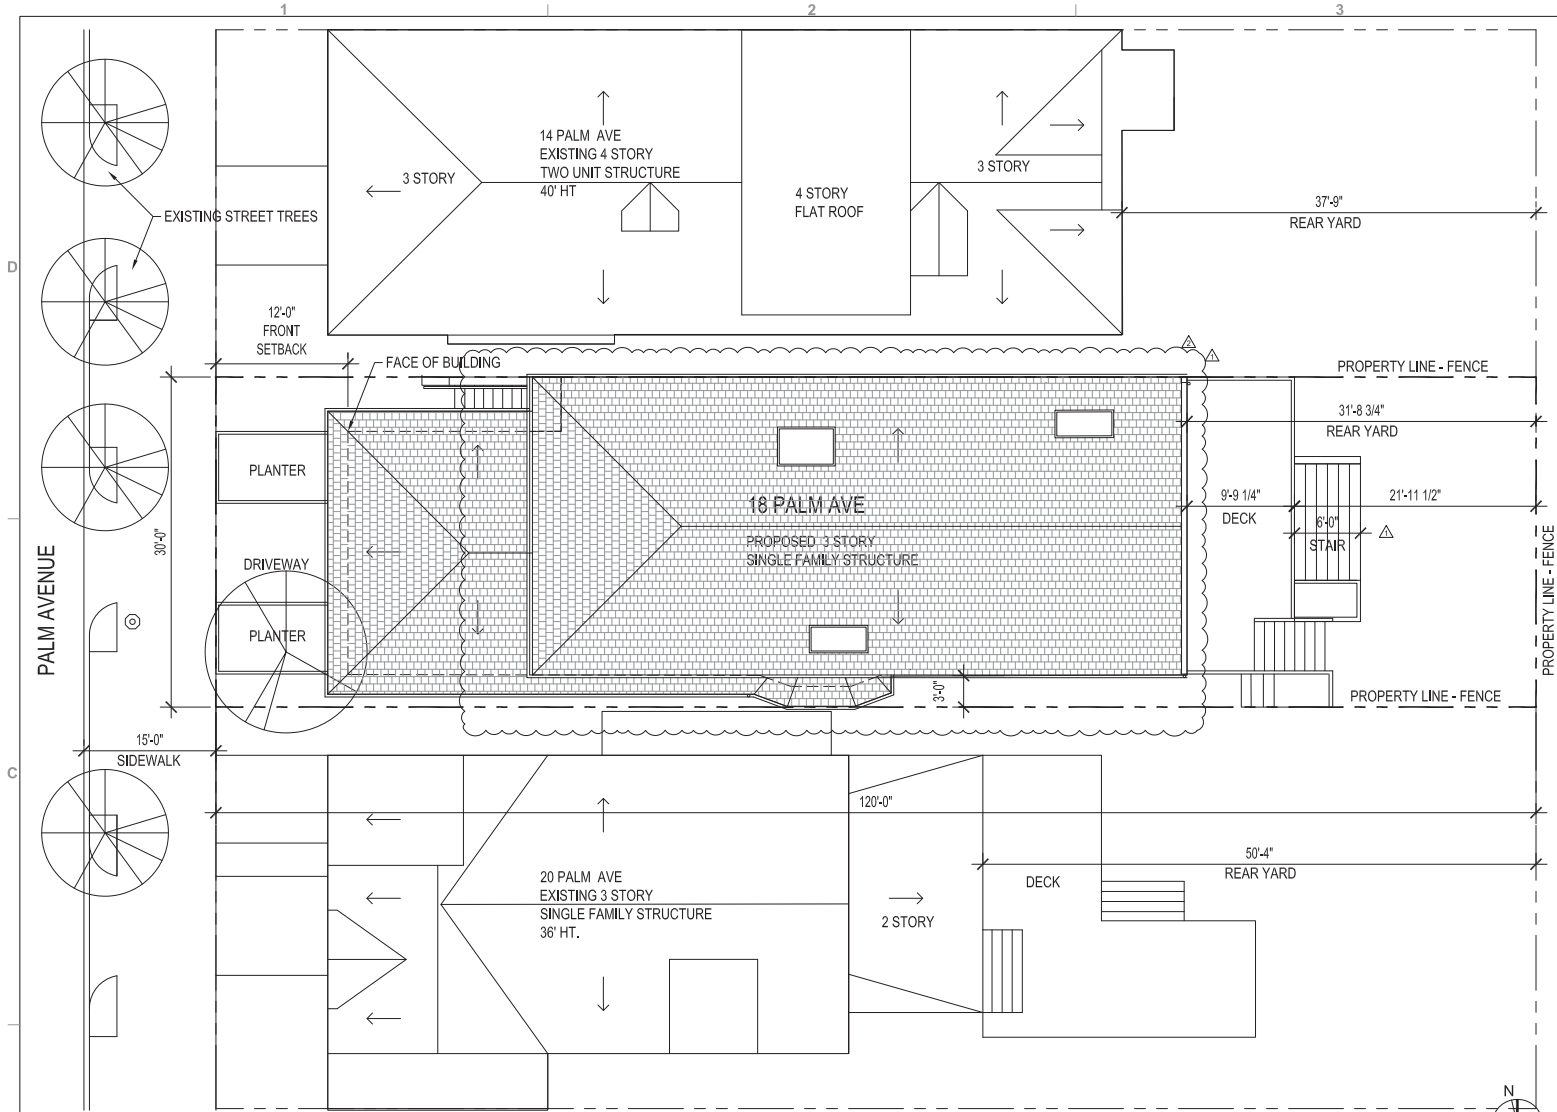 1
2
3
D
C
14 PALM AVE
EXISTING 4 STORY
TWO UNIT STRUCTURE
40' HT
3 STORY
4 STORY
FLAT ROOF
3 STORY
37'-9"
REAR YARD
EXISTING STREET TREES
12'-0"
FRONT
SETBACK
FACE OF BUILDING
2
1
PROPERTY LINE - FENCE
31'-8 3/4"
REAR YARD
PLANTER
18 PALM AVE
PROPOSED 3 STORY
SINGLE FAMILY STRUCTURE
9'-9 1/4"
DECK
21'-11 1/2"
6'-0"
STAIR
1
30'-0"
PALM AVENUE
DRIVEWAY
PLANTER
3'-0"
PROPERTY LINE - FENCE
PROPERTY LINE - FENCE
15'-0"
SIDEWALK
120'-0"
50'-4"
REAR YARD
20 PALM AVE
EXISTING 3 STORY
SINGLE FAMILY STRUCTURE
36' HT.
2 STORY
DECK
N